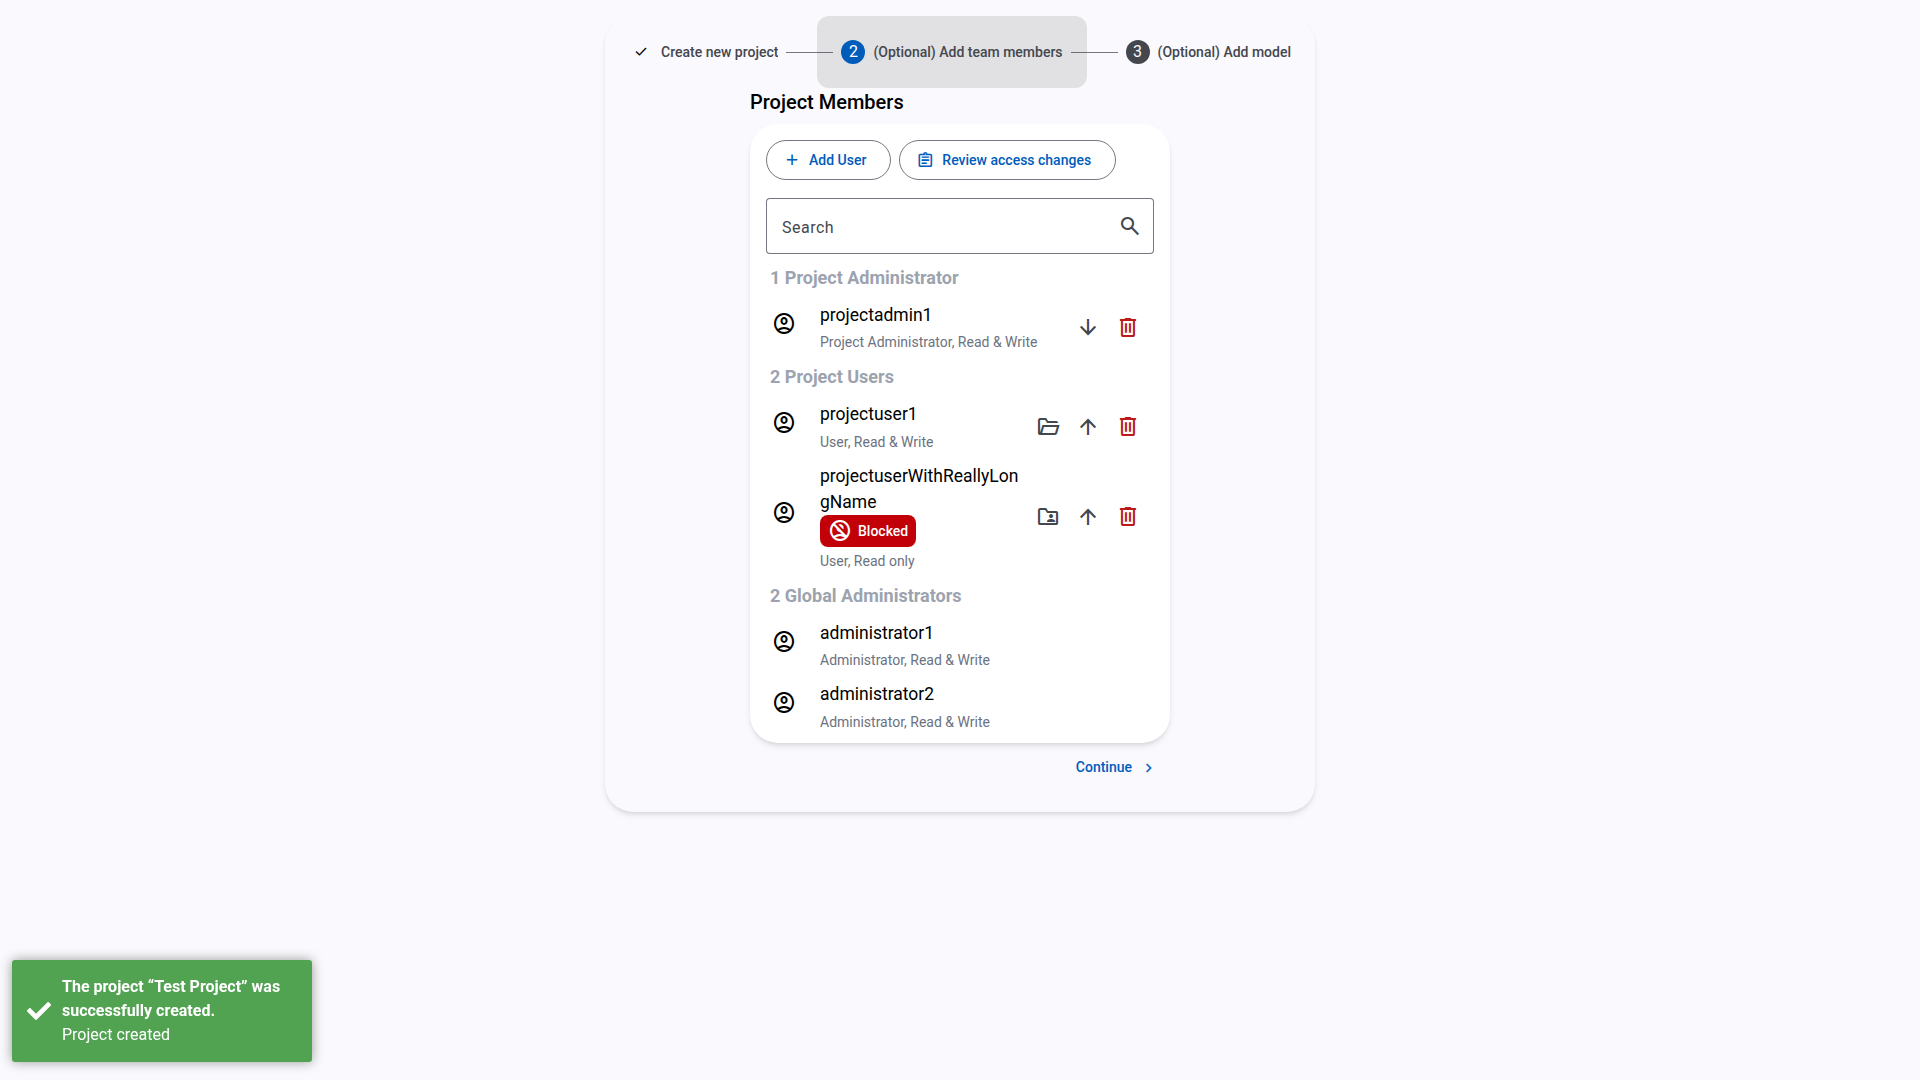 Create new project
2 (Optional) Add team members
3 (Optional) Add model
Project Members
Add User
Review access changes
Search
1 Project Administrator
projectadmin1
Project Administrator, Read & Write
2 Project Users
projectuser1
User, Read & Write
projectuserWithReallyLon
gName
Blocked
User, Read only
2 Global Administrators
administrator1
Administrator, Read & Write
administrator2
Administrator, Read & Write
Continue
The project “Test Project” was
successfully created.
Project created